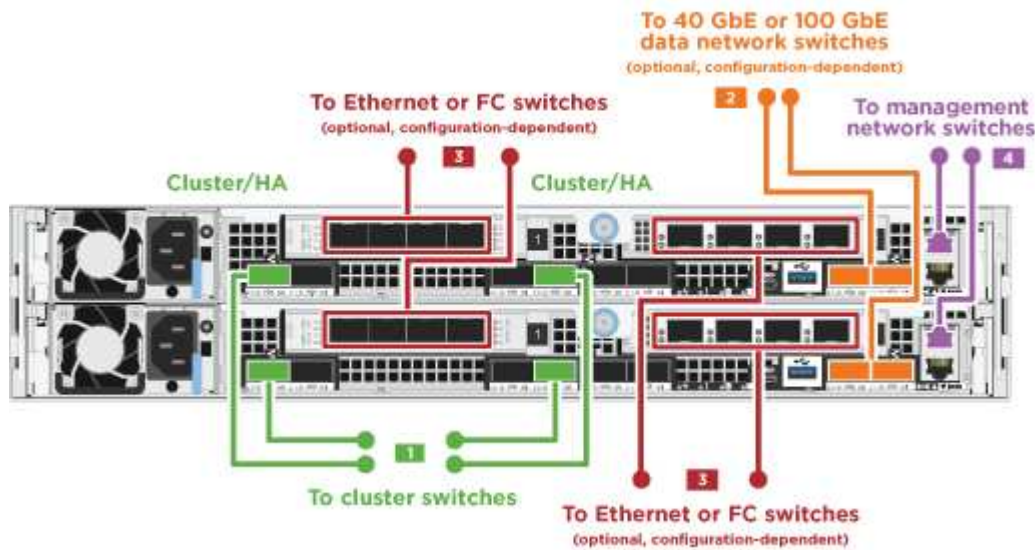 To 40 GbE or 100 GbE
data network switches
(optional, configuration-dependent)
2
To Ethernet or FC switches
(optional, configuration-dependent)
3
To management
network switches
4
Cluster/HA
Cluster/HA
1
1
1
To cluster switches
3
To Ethernet or FC switches
(optional, configuration-dependent)